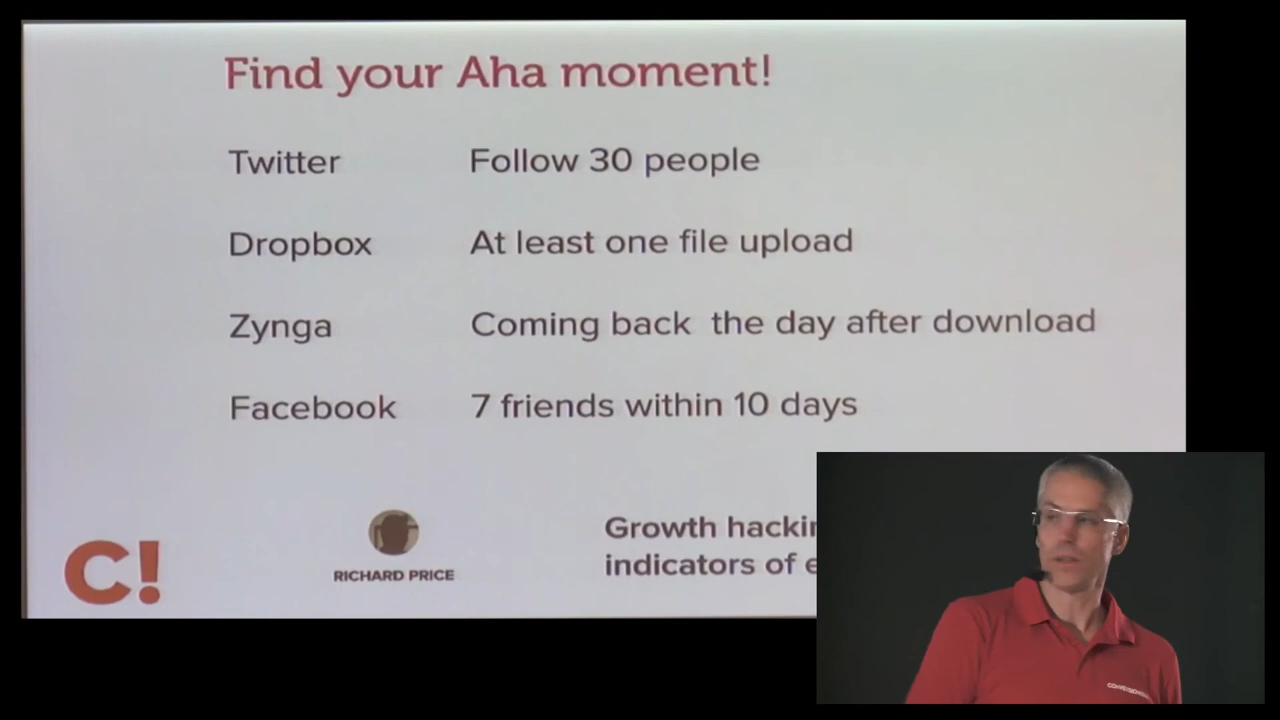 Find your Aha moment!
Twitter Follow 30 people
Dropbox At least one file upload
Zynga Coming back the day after download
Facebook 7 friends within 10 days
Growth hackin
indicators of e
C!
RICHARD PRICE